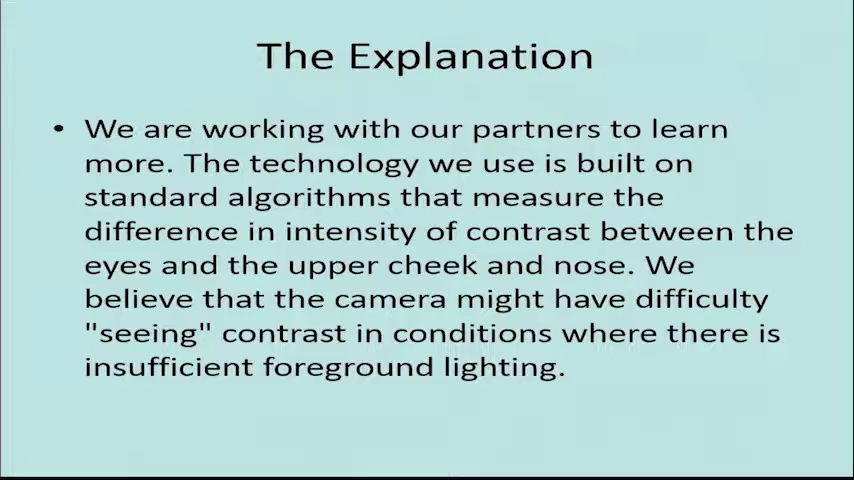 The Explanation
• We are working with our partners to learn
more. The technology we use is built on
standard algorithms that measure the
difference in intensity of contrast between the
eyes and the upper cheek and nose. We
believe that the camera might have difficulty
"seeing" contrast in conditions where there is
insufficient foreground lighting.